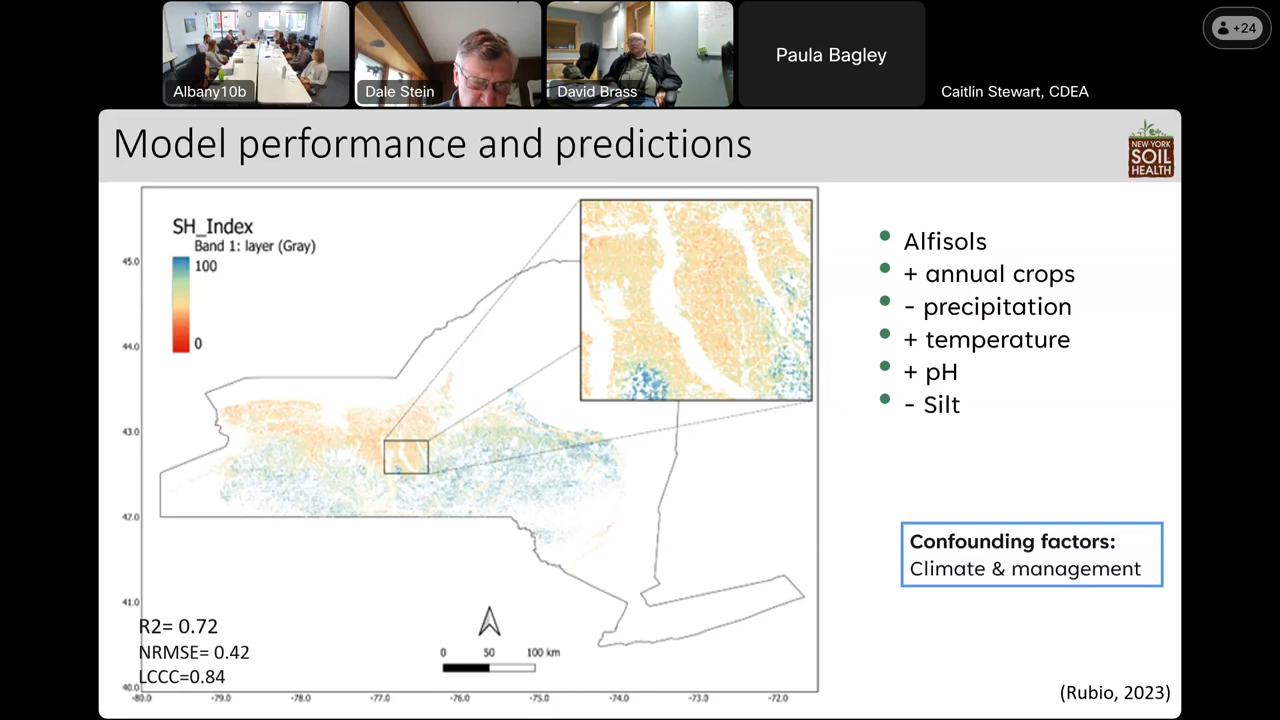 +24
Albany10b
Dale Stein
David Brass
Paula Bagley
Caitlin Stewart, CDEA
Model performance and predictions
NEW YORK
SOIL
HEALTH
SH_Index
Band 1: layer (Gray)
100
0
45.0
44.0
43.0
42.0
41.0
40.0
-80.0
-79.0
-78.0
-77.0
-76.0
-75.0
-74.0
-73.0
-72.0
0
50
100 km
R2= 0.72
NRMSE= 0.42
LCCC=0.84
Alfisols
+ annual crops
- precipitation
+ temperature
+ pH
- Silt
Confounding factors:
Climate & management
(Rubio, 2023)